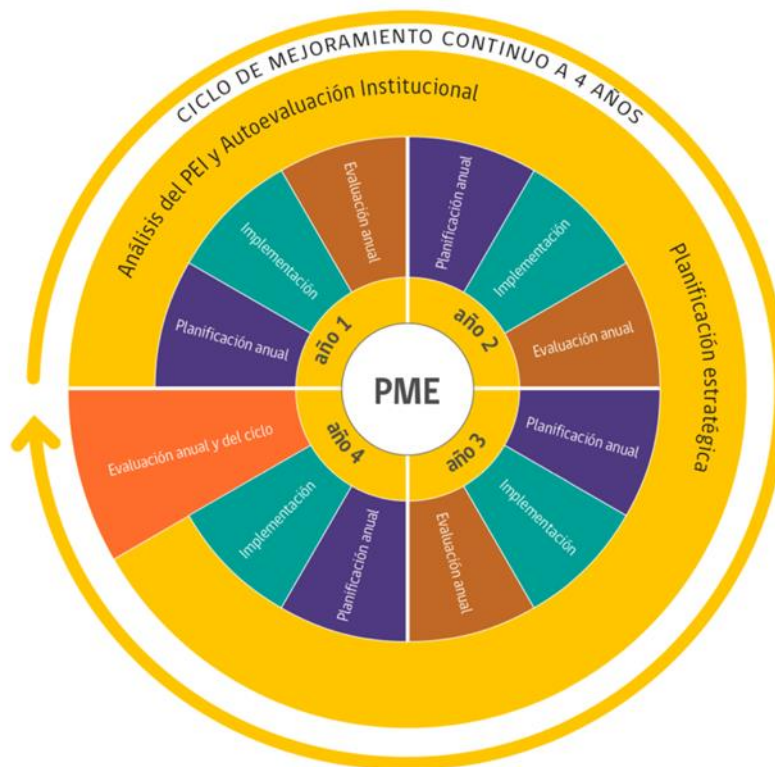 CICLO DE MEJORAMIENTO CONTINUO A 4 AÑOS
Análisis del PEI y Autoevaluación Institucional
Planificación estratégica
PME
año 1
Planificación anual
Implementación
Evaluación anual
año 2
Planificación anual
Implementación
Evaluación anual
año 3
Planificación anual
Implementación
Evaluación anual
año 4
Planificación anual
Implementación
Evaluación anual y del ciclo